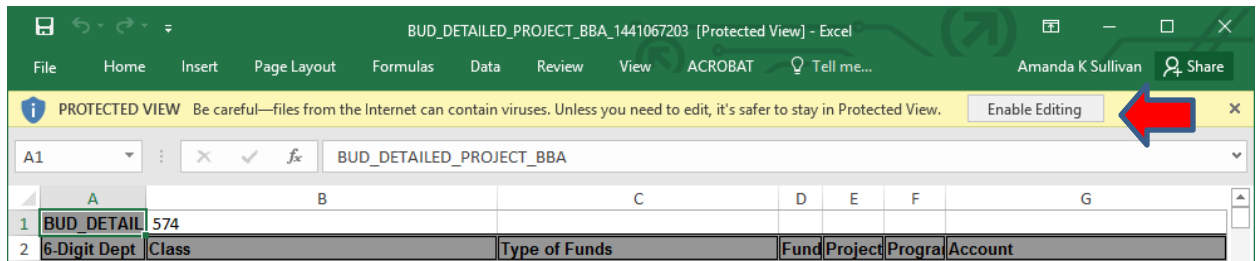 BUD_DETAILED_PROJECT_BBA_1441067203 [Protected View] - Excel
File Home Insert Page Layout Formulas Data Review View ACROBAT Tell me... Amanda K Sullivan Share
PROTECTED VIEW Be careful—files from the Internet can contain viruses. Unless you need to edit, it's safer to stay in Protected View. Enable Editing
A1 fx BUD_DETAILED_PROJECT_BBA
A B C D E F G
1 BUD_DETAIL 574
2 6-Digit Dept Class Type of Funds Fund Project Program Account